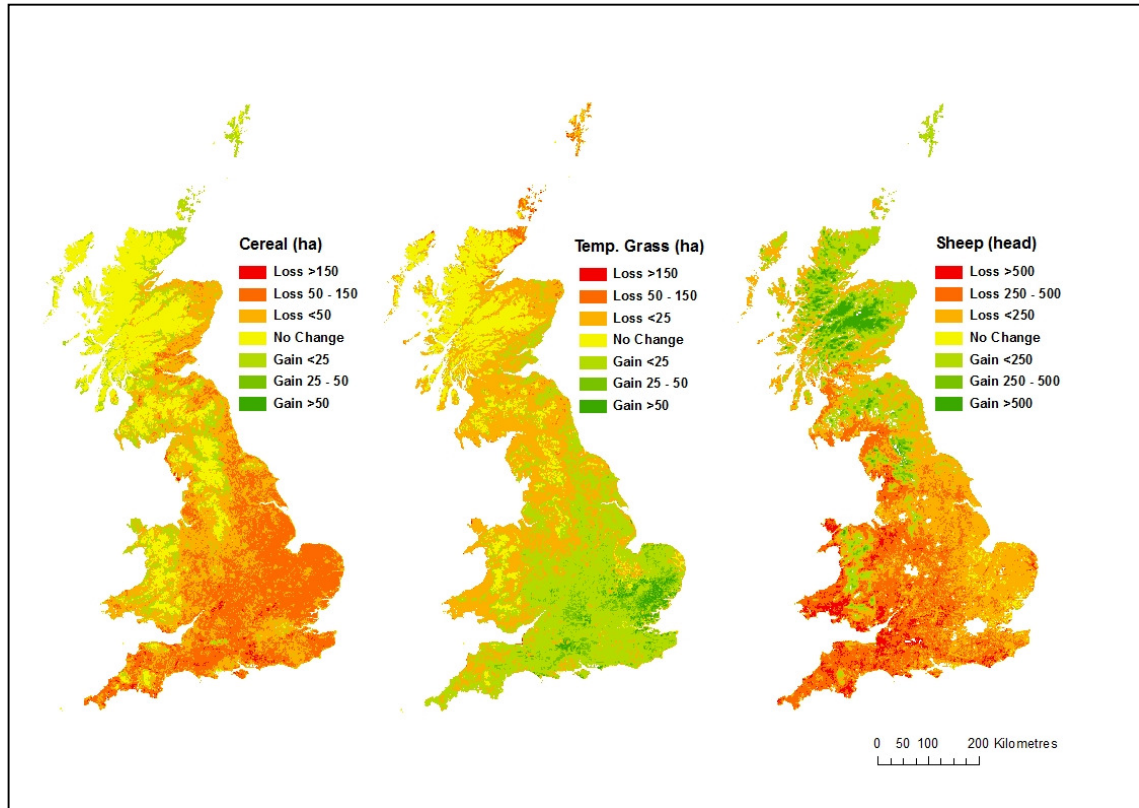 Cereal (ha)
Loss >150
Loss 50 - 150
Loss <50
No Change
Gain <25
Gain 25 - 50
Gain >50
Temp. Grass (ha)
Loss >150
Loss 50 - 150
Loss <25
No Change
Gain <25
Gain 25 - 50
Gain >50
Sheep (head)
Loss >500
Loss 250 - 500
Loss <250
No Change
Gain <250
Gain 250 - 500
Gain >500
0 50 100 200 Kilometres